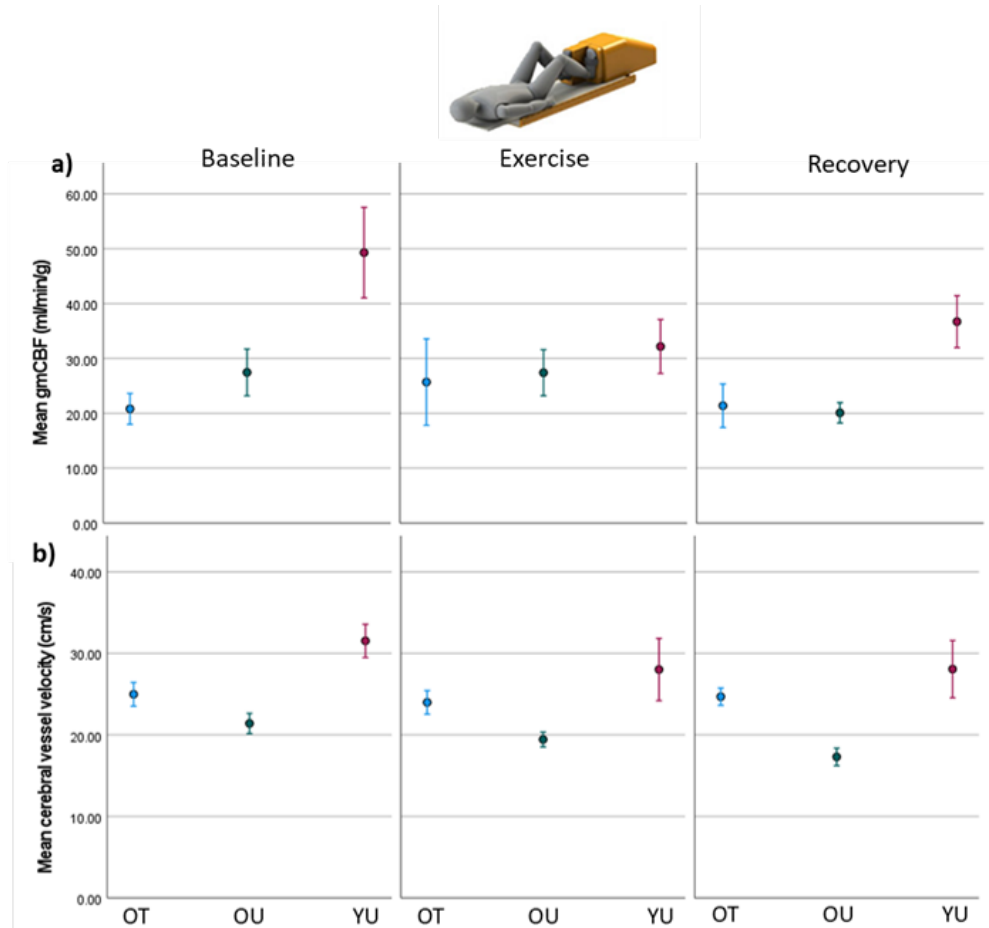 Baseline
Exercise
Recovery
a)
Mean gmCBF (ml/min/g)
60.00
50.00
40.00
30.00
20.00
10.00
0.00
b)
Mean cerebral vessel velocity (cm/s)
40.00
30.00
20.00
10.00
0.00
OT OU YU OT OU YU OT OU YU